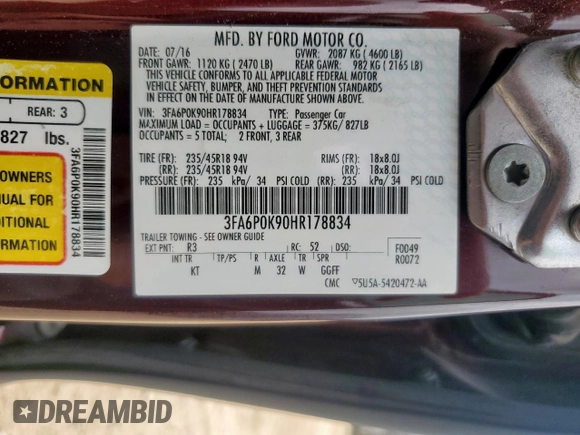 MFD. BY FORD MOTOR CO.
DATE: 07/16 GVWR: 2087 KG ( 4600 LB)
FRONT GAWR: 1120 KG ( 2470 LB) REAR GAWR: 982 KG ( 2165 LB)
THIS VEHICLE CONFORMS TO ALL APPLICABLE FEDERAL MOTOR
VEHICLE SAFETY, BUMPER, AND THEFT PREVENTION STANDARDS
IN EFFECT ON THE DATE OF MANUFACTURE SHOWN ABOVE.
VIN: 3FA6P0K90HR178834 TYPE: Passenger Car
MAXIMUM LOAD = OCCUPANTS + LUGGAGE = 375KG/ 827LB
OCCUPANTS = 5 TOTAL; 2 FRONT, 3 REAR
TIRE (FR): 235/45R18 94V RIMS (FR): 18x8.0J
(RR): 235/45R18 94V (RR): 18x8.0J
PRESSURE (FR): 235 kPa/ 34 PSI COLD (RR): 235 kPa/ 34 PSI COLD
3FA6P0K90HR178834
TRAILER TOWING - SEE OWNER GUIDE
EXT PNT: R3 RC: 52 DSO: F0049
R0072
INT TR TP/PS R AXLE TR SPR
KT M 32 W GGFF
CMC 5U5A-5420472-AA
FORMATION
REAR: 3
827 lbs.
3FA6P0K90HR178834
OWNERS
MANUAL FOR
DITIONAL
ORMATION
DREAMBID